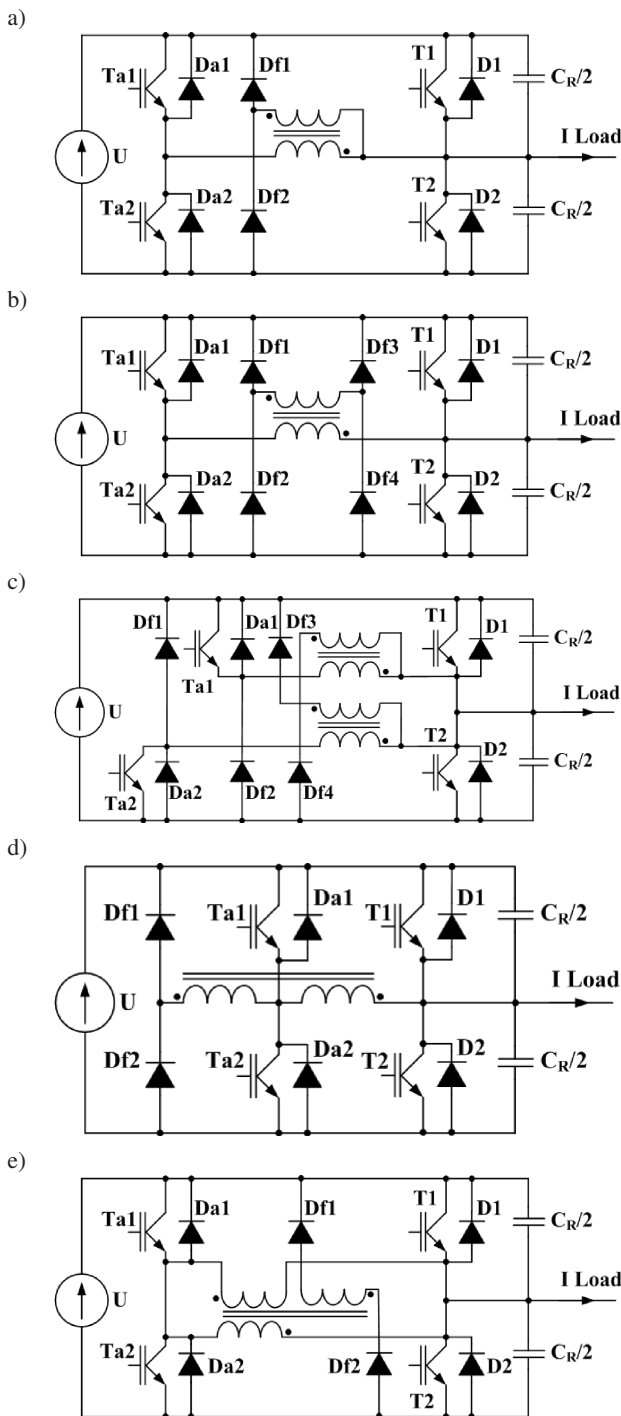 a)
Ta1 Da1 Df1 T1 D1 C_R/2
U I Load
Ta2 Da2 Df2 T2 D2 C_R/2
b)
Ta1 Da1 Df1 Df3 T1 D1 C_R/2
U I Load
Ta2 Da2 Df2 Df4 T2 D2 C_R/2
c)
Df1 Da1 Df3 T1 D1 C_R/2
Ta1
U I Load
Ta2 Da2 Df2 Df4 T2 D2 C_R/2
d)
Df1 Ta1 Da1 T1 D1 C_R/2
U I Load
Df2 Ta2 Da2 T2 D2 C_R/2
e)
Ta1 Da1 Df1 T1 D1 C_R/2
U I Load
Ta2 Da2 Df2 T2 D2 C_R/2